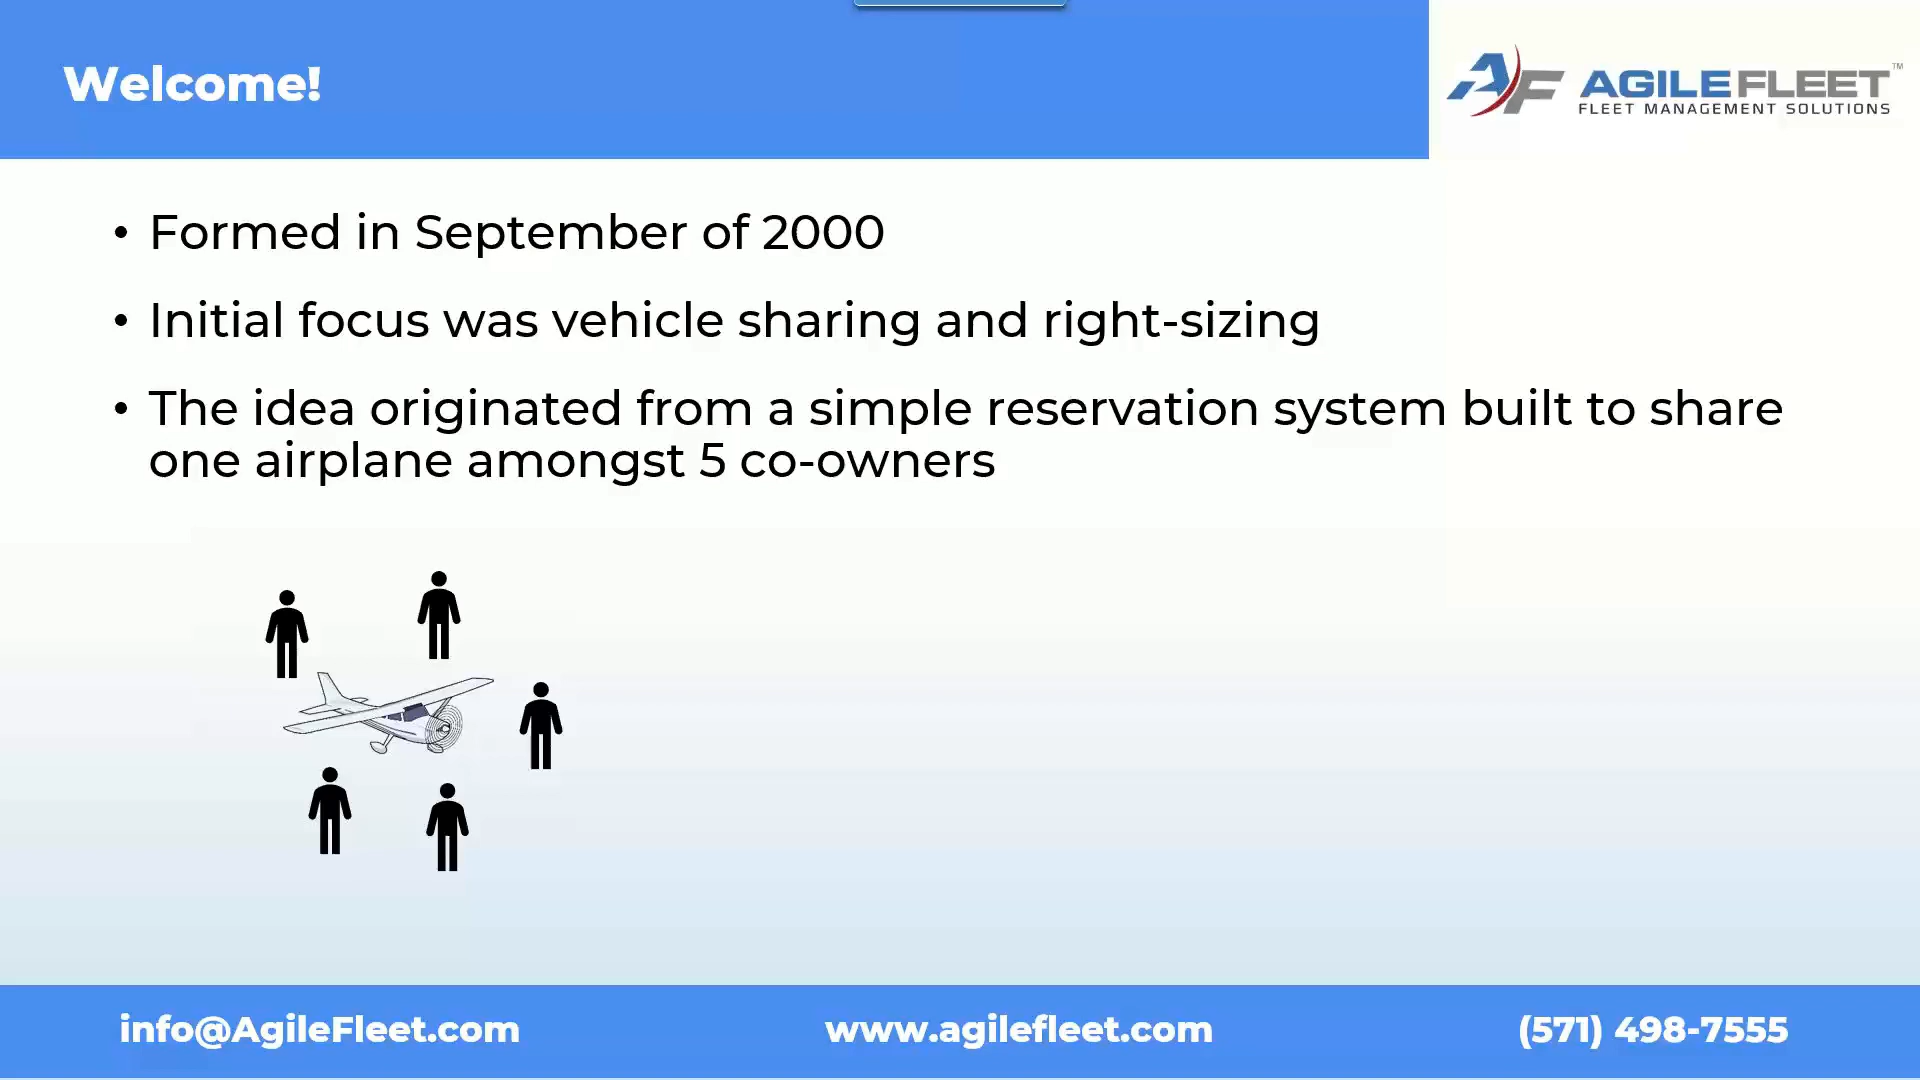 Welcome!
AF AGILEFLEET™
FLEET MANAGEMENT SOLUTIONS
• Formed in September of 2000
• Initial focus was vehicle sharing and right-sizing
• The idea originated from a simple reservation system built to share
one airplane amongst 5 co-owners
info@AgileFleet.com
www.agilefleet.com
(571) 498-7555